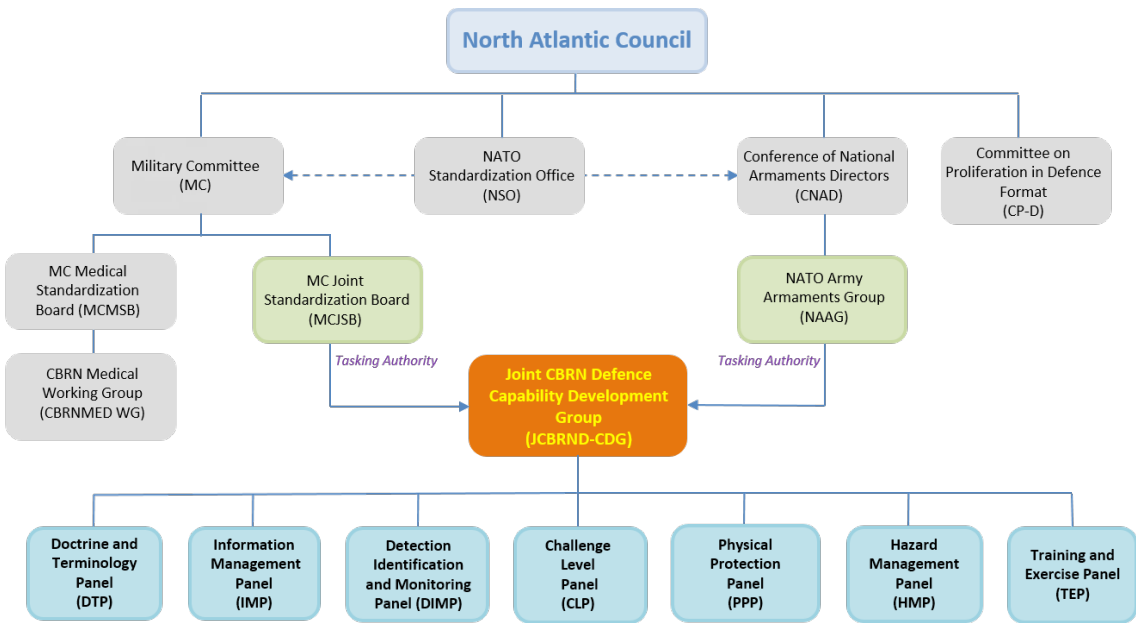 North Atlantic Council
Military Committee
(MC)
NATO
Standardization Office
(NSO)
Conference of National
Armaments Directors
(CNAD)
Committee on
Proliferation in Defence
Format
(CP-D)
MC Medical
Standardization
Board (MCMSB)
MC Joint
Standardization Board
(MCJSB)
NATO Army
Armaments Group
(NAAG)
Tasking Authority
Tasking Authority
CBRN Medical
Working Group
(CBRNMED WG)
Joint CBRN Defence
Capability Development
Group
(JCBRND-CDG)
Doctrine and
Terminology
Panel
(DTP)
Information
Management
Panel
(IMP)
Detection
Identification
and Monitoring
Panel (DIMP)
Challenge
Level
Panel
(CLP)
Physical
Protection
Panel
(PPP)
Hazard
Management
Panel
(HMP)
Training and
Exercise Panel
(TEP)